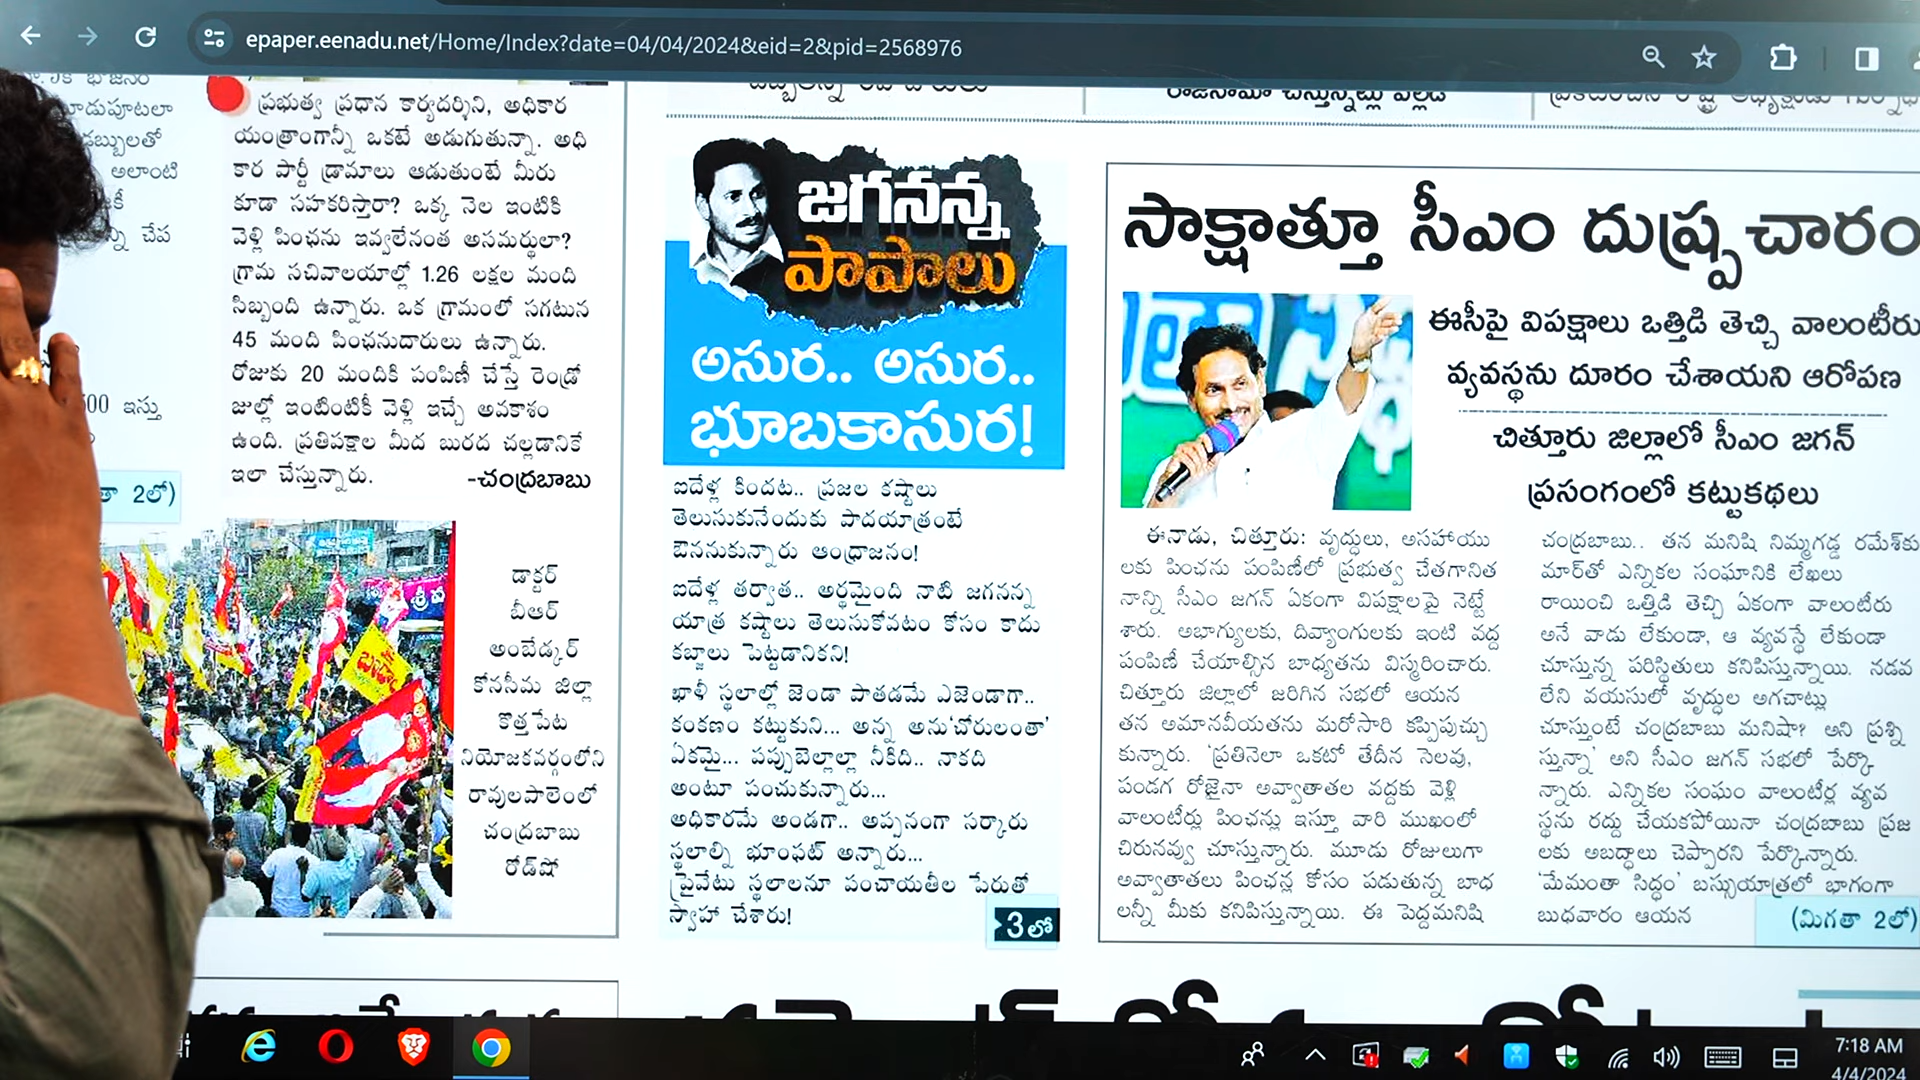 epaper.eenadu.net/Home/Index?date=04/04/2024&eid=2&pid=2568976
డబ్బులతో
అలాంటి
చేప
500 ఇస్తు
తా 2లో)
ప్రభుత్వ ప్రధాన కార్యదర్శిని, అధికార
యంత్రాంగాన్నీ ఒకటే అడుగుతున్నా. అధి
కార పార్టీ డ్రామాలు ఆడుతుంటే మీరు
కూడా సహకరిస్తారా? ఒక్క నెల ఇంటికి
వెళ్లి పింఛను ఇవ్వలేనంత అసమర్థులా?
గ్రామ సచివాలయాల్లో 1.26 లక్షల మంది
సిబ్బంది ఉన్నారు. ఒక గ్రామంలో సగటున
45 మంది పింఛనుదారులు ఉన్నారు.
రోజుకు 20 మందికి పంపిణీ చేస్తే రెండ్రో
జుల్లో ఇంటింటికీ వెళ్లి ఇచ్చే అవకాశం
ఉంది. ప్రతిపక్షాల మీద బురద చల్లడానికే
ఇలా చేస్తున్నారు.
-చంద్రబాబు
డాక్టర్
బీఆర్
అంబేడ్కర్
కోనసీమ జిల్లా
కొత్తపేట
నియోజకవర్గంలోని
రావులపాలెంలో
చంద్రబాబు
రోడ్‌షో
జగనన్న
పాపాలు
అసుర.. అసుర..
భూబకాసుర!
ఐదేళ్ల కిందట.. ప్రజల కష్టాలు
తెలుసుకునేందుకు పాదయాత్రంటే
ఔననుకున్నారు ఆంధ్రాజనం!
ఐదేళ్ల తర్వాత.. అర్థమైంది నాటి జగనన్న
యాత్ర కష్టాలు తెలుసుకోవటం కోసం కాదు
కబ్జాలు పెట్టడానికని!
ఖాళీ స్థలాల్లో జెండా పాతడమే ఎజెండాగా..
కంకణం కట్టుకుని... అన్న అను‘చోరులంతా’
ఏకమై... పప్పుబెల్లాల్లా నీకిది.. నాకది
అంటూ పంచుకున్నారు...
అధికారమే అండగా.. అప్పనంగా సర్కారు
స్థలాల్ని భూంఫట్ అన్నారు...
ప్రైవేటు స్థలాలనూ పంచాయతీల పేరుతో
స్వాహా చేశారు!
3లో
రాజీనామా చేస్తున్నట్లు వెల్లడి
సాక్షాత్తూ సీఎం దుష్ప్రచారం
ఈసీపై విపక్షాలు ఒత్తిడి తెచ్చి వాలంటీరు
వ్యవస్థను దూరం చేశాయని ఆరోపణ
చిత్తూరు జిల్లాలో సీఎం జగన్
ప్రసంగంలో కట్టుకథలు
ఈనాడు, చిత్తూరు: వృద్ధులు, అసహాయు
లకు పింఛను పంపిణీలో ప్రభుత్వ చేతగానిత
నాన్ని సీఎం జగన్ ఏకంగా విపక్షాలపై నెట్టే
శారు. అభాగ్యులకు, దివ్యాంగులకు ఇంటి వద్ద
పంపిణీ చేయాల్సిన బాధ్యతను విస్మరించారు.
చిత్తూరు జిల్లాలో జరిగిన సభలో ఆయన
తన అమానవీయతను మరోసారి కప్పిపుచ్చు
కున్నారు. ‘ప్రతినెలా ఒకటో తేదీన సెలవు,
పండగ రోజైనా అవ్వాతాతల వద్దకు వెళ్లి
వాలంటీర్లు పింఛన్లు ఇస్తూ వారి ముఖంలో
చిరునవ్వు చూస్తున్నారు. మూడు రోజులుగా
అవ్వాతాతలు పింఛన్ల కోసం పడుతున్న బాధ
లన్నీ మీకు కనిపిస్తున్నాయి. ఈ పెద్దమనిషి
చంద్రబాబు.. తన మనిషి నిమ్మగడ్డ రమేశ్‌కు
మార్‌తో ఎన్నికల సంఘానికి లేఖలు
రాయించి ఒత్తిడి తెచ్చి ఏకంగా వాలంటీరు
అనే వాడు లేకుండా, ఆ వ్యవస్థే లేకుండా
చూస్తున్న పరిస్థితులు కనిపిస్తున్నాయి. నడవ
లేని వయసులో వృద్ధుల అగచాట్లు
చూస్తుంటే చంద్రబాబు మనిషా? అని ప్రశ్ని
స్తున్నా’ అని సీఎం జగన్ సభలో పేర్కొ
న్నారు. ఎన్నికల సంఘం వాలంటీర్ల వ్యవ
స్థను రద్దు చేయకపోయినా చంద్రబాబు ప్రజ
లకు అబద్ధాలు చెప్పారని పేర్కొన్నారు.
‘మేమంతా సిద్ధం’ బస్సుయాత్రలో భాగంగా
బుధవారం ఆయన
(మిగతా 2లో)
7:18 AM
4/4/2024